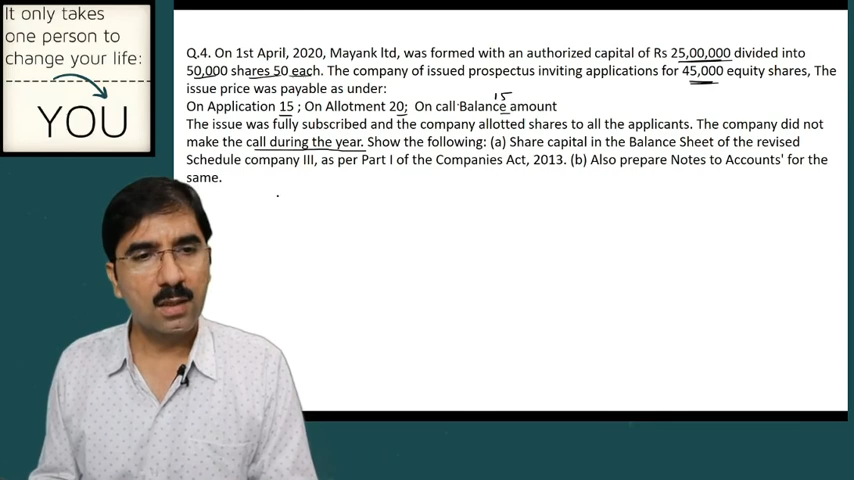 It only takes
one person to
change your life:
YOU
Q.4. On 1st April, 2020, Mayank ltd, was formed with an authorized capital of Rs 25,00,000 divided into
50,000 shares 50 each. The company of issued prospectus inviting applications for 45,000 equity shares, The
issue price was payable as under:
15
On Application 15 ; On Allotment 20; On call Balance amount
The issue was fully subscribed and the company allotted shares to all the applicants. The company did not
make the call during the year. Show the following: (a) Share capital in the Balance Sheet of the revised
Schedule company III, as per Part I of the Companies Act, 2013. (b) Also prepare Notes to Accounts' for the
same.